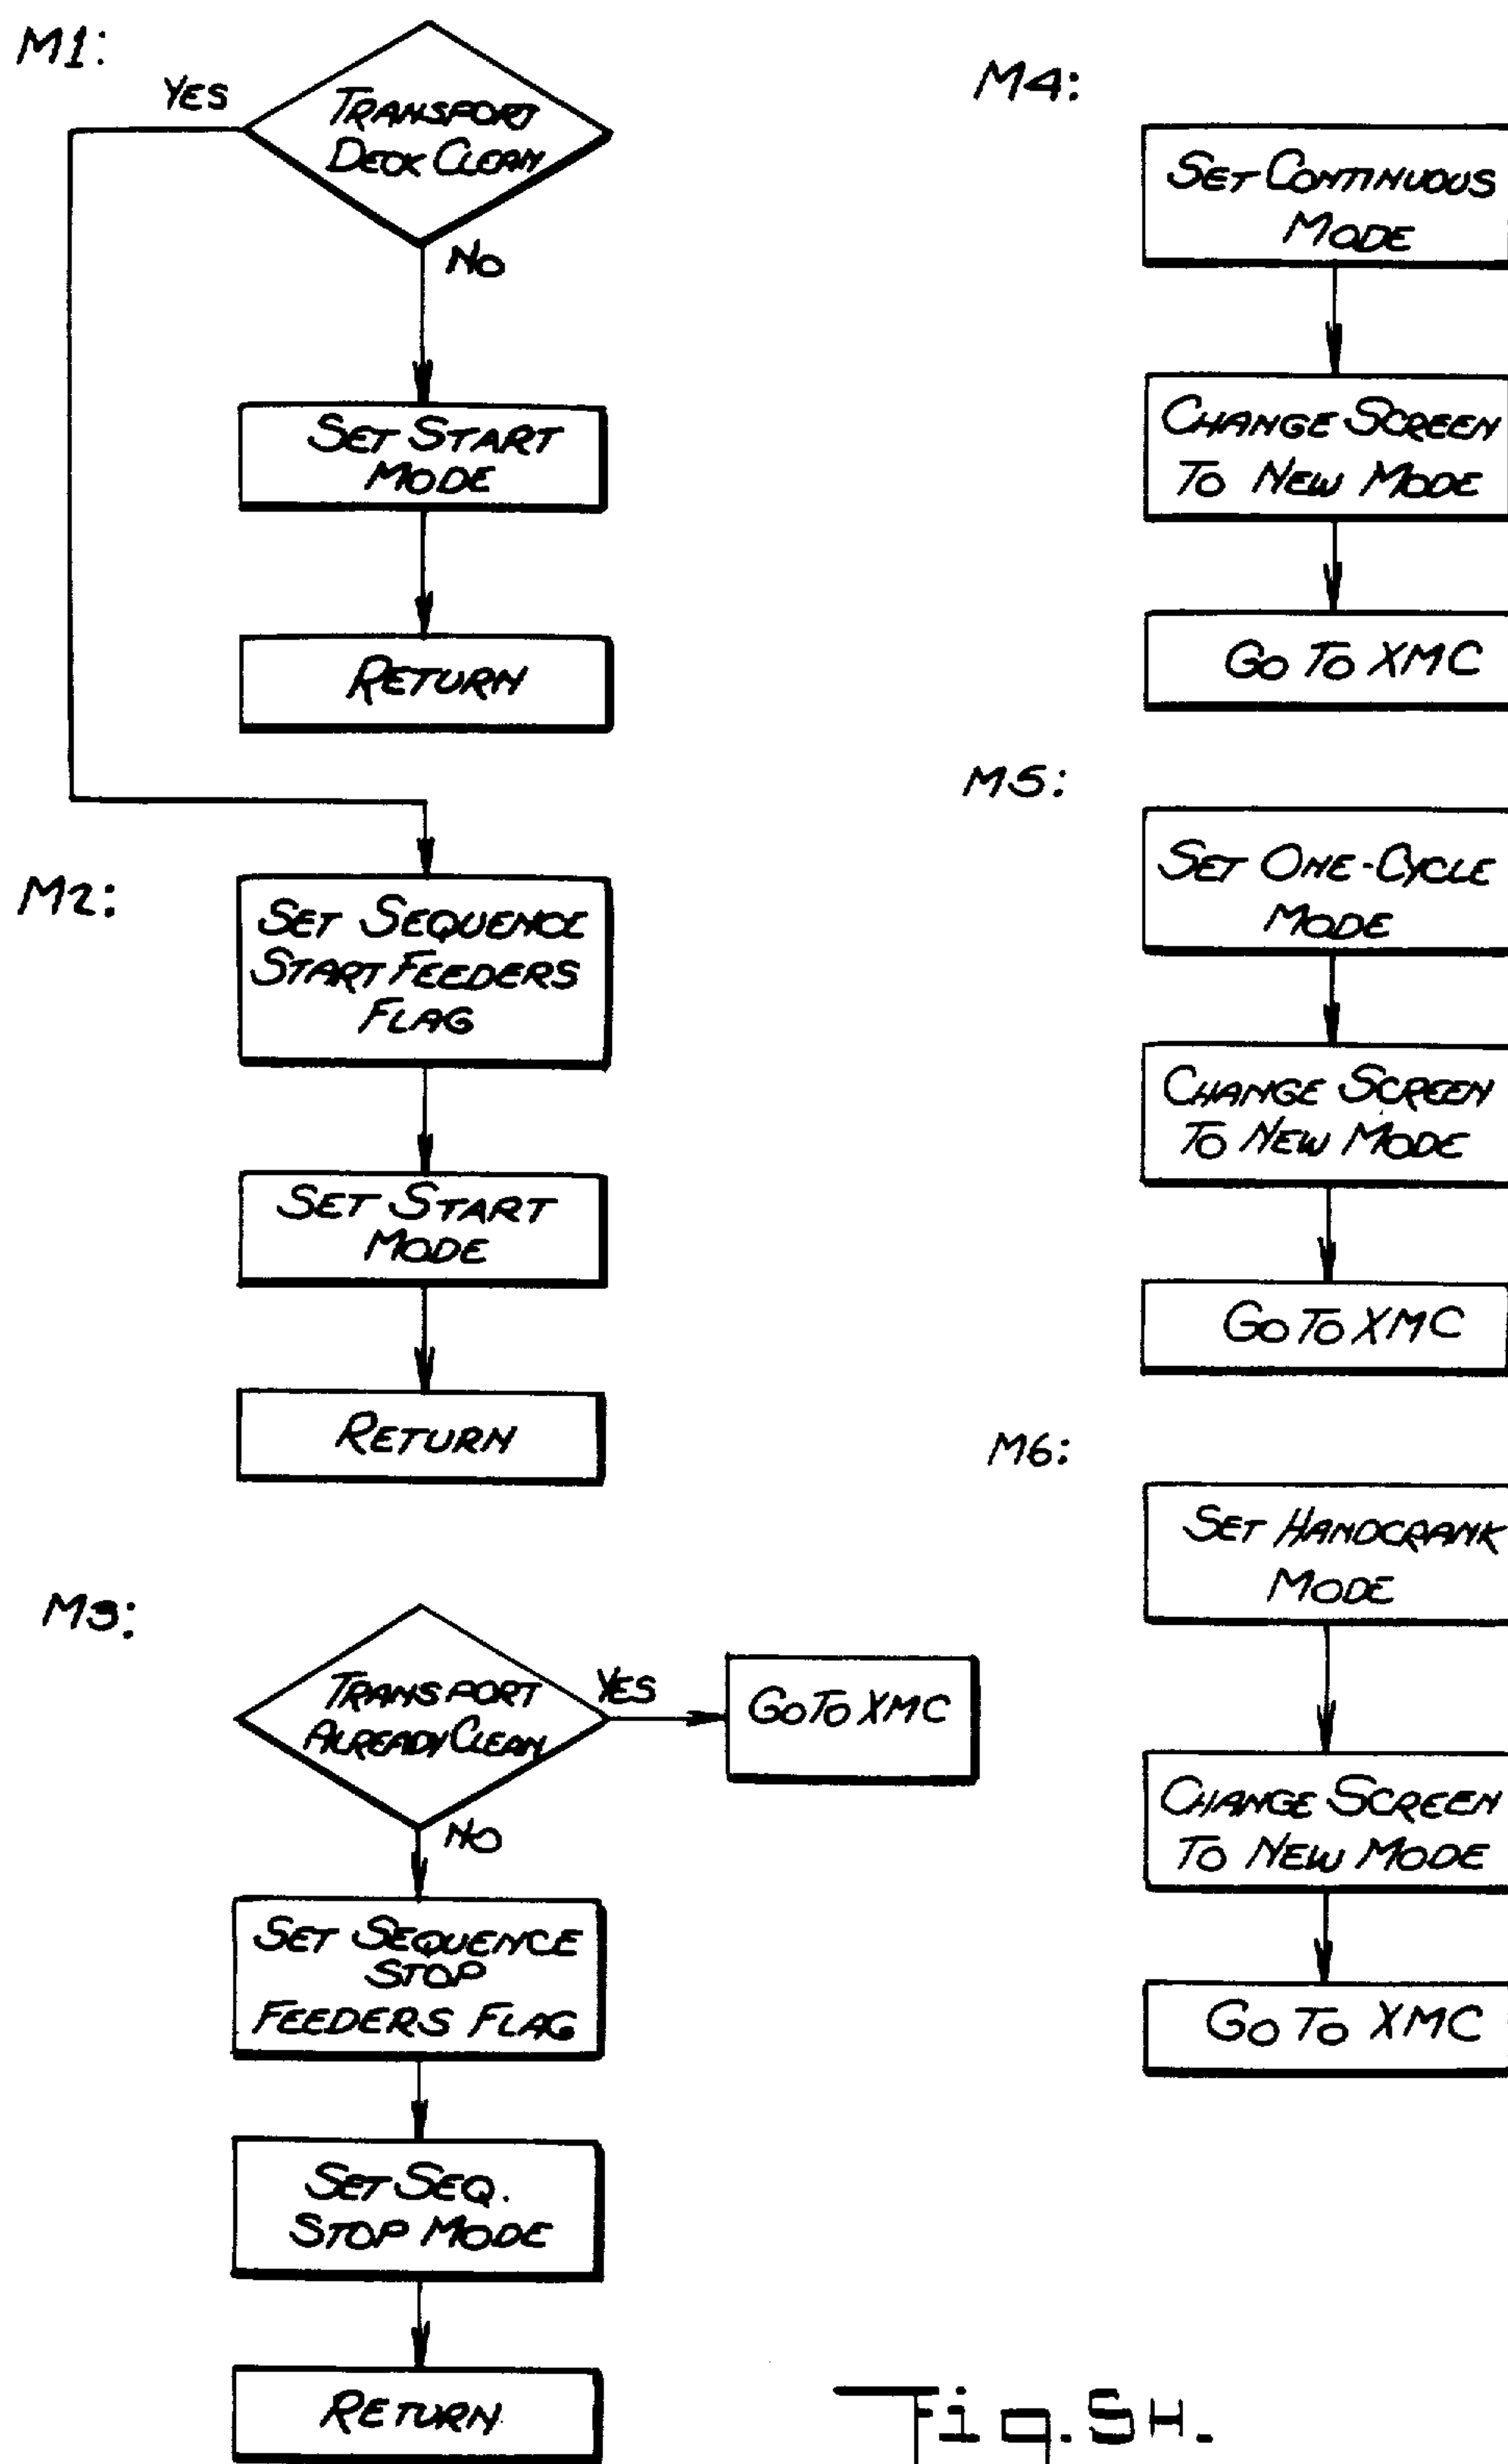 M1:
YES
TRANSPORT
DECK CLEAN
NO
SET START
MODE
RETURN
M2:
SET SEQUENCE
START FEEDERS
FLAG
SET START
MODE
RETURN
M3:
TRANSPORT
ALREADY CLEAN
YES
GO TO XMC
NO
SET SEQUENCE
STOP
FEEDERS FLAG
SET SEQ.
STOP MODE
RETURN
M4:
SET CONTINUOUS
MODE
CHANGE SCREEN
TO NEW MODE
GO TO XMC
M5:
SET ONE-CYCLE
MODE
CHANGE SCREEN
TO NEW MODE
GO TO XMC
M6:
SET HANDCRANK
MODE
CHANGE SCREEN
TO NEW MODE
GO TO XMC
Fig. 5H.